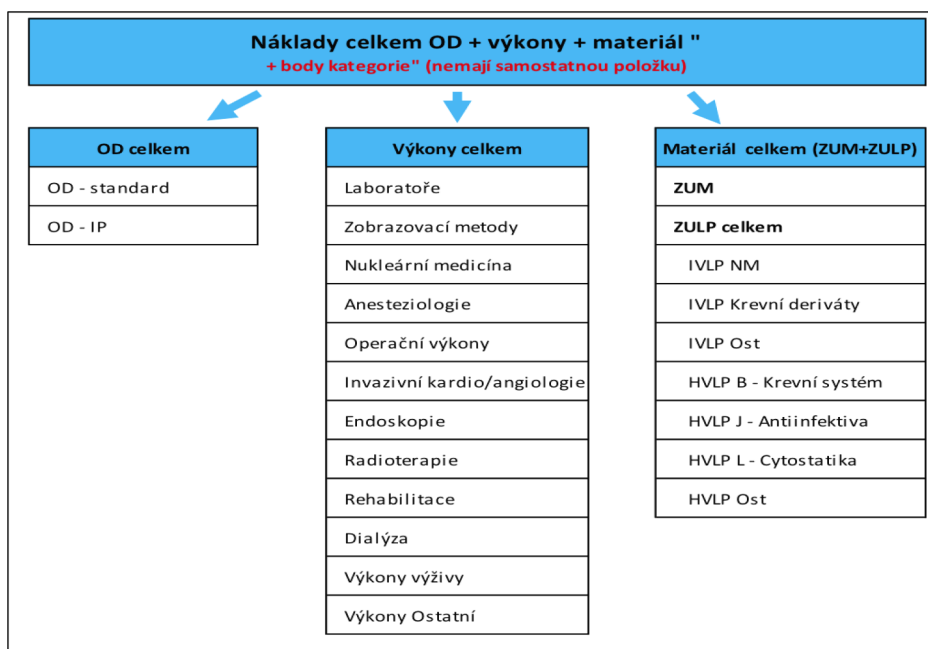 Náklady celkem OD + výkony + materiál "
+ body kategorie" (nemají samostatnou položku)
OD celkem
OD - standard
OD - IP
Výkony celkem
Laboratoře
Zobrazovací metody
Nukleární medicína
Anesteziologie
Operační výkony
Invazivní kardio/angiologie
Endoskopie
Radioterapie
Rehabilitace
Dialýza
Výkony výživy
Výkony Ostatní
Materiál celkem (ZUM+ZULP)
ZUM
ZULP celkem
IVLP NM
IVLP Krevní deriváty
IVLP Ost
HVLP B - Krevní systém
HVLP J - Antiinfektiva
HVLP L - Cytostatika
HVLP Ost